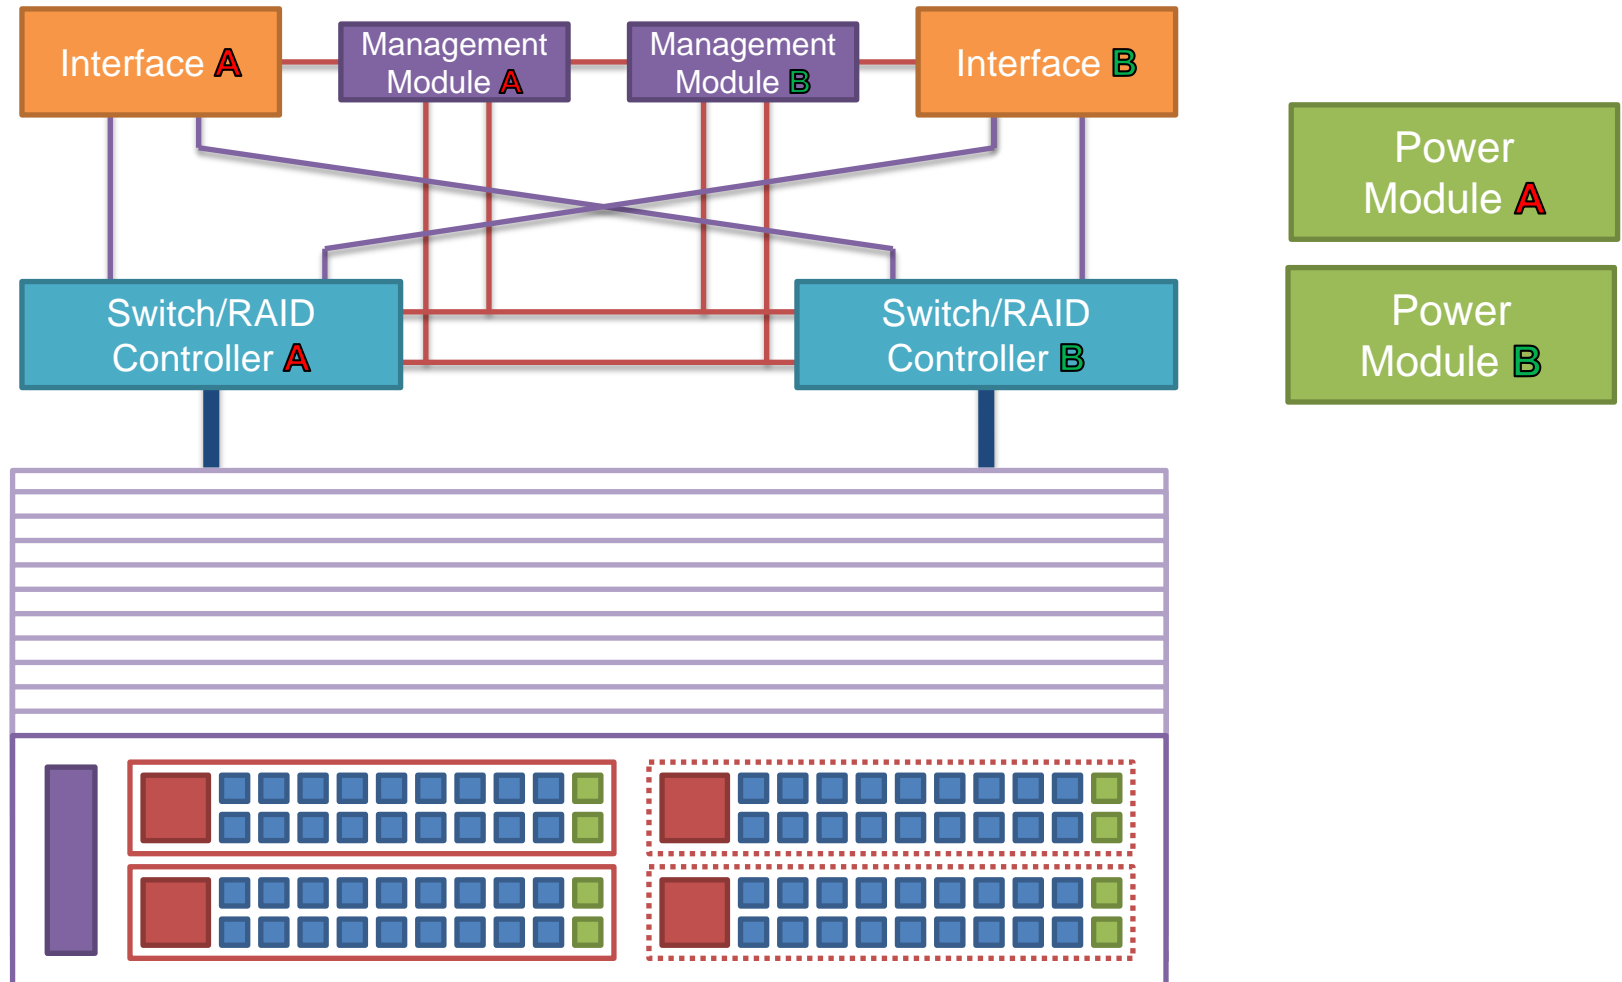 Interface A
Management
Module A
Management
Module B
Interface B
Power
Module A
Switch/RAID
Controller A
Switch/RAID
Controller B
Power
Module B